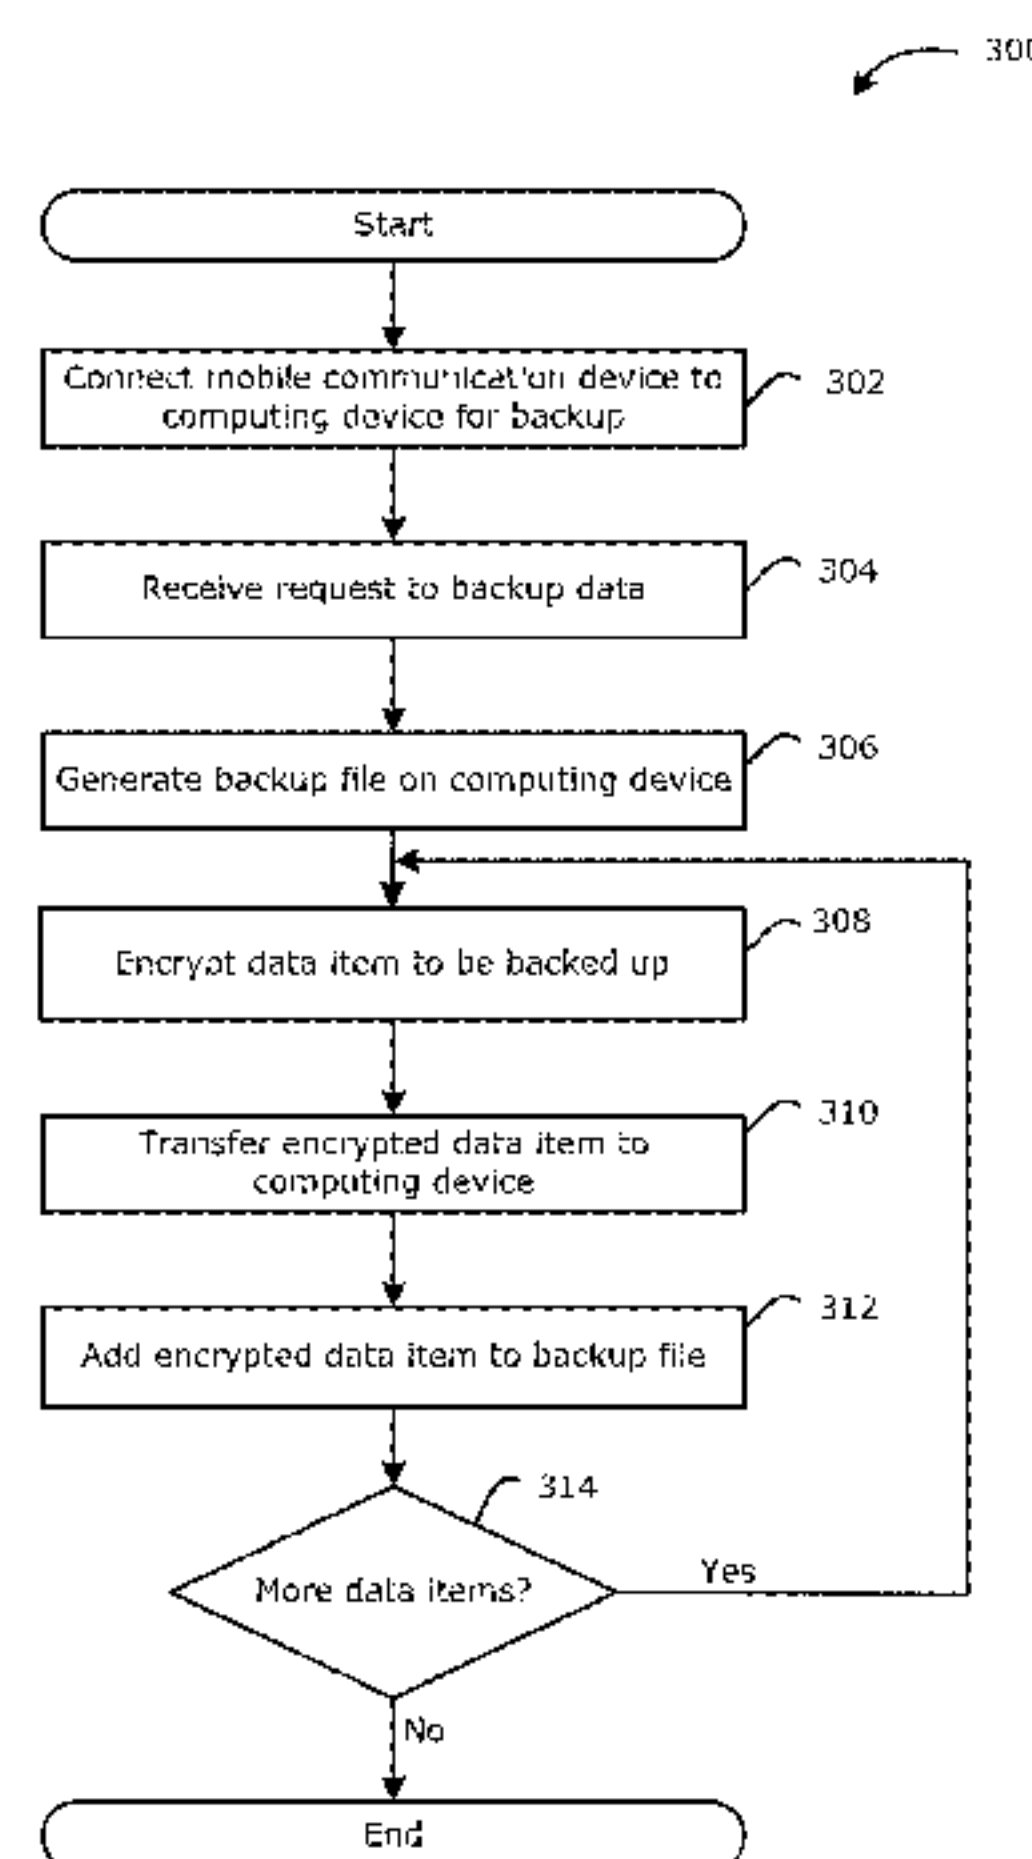 300
Start
Connect mobile communication device to
computing device for backup
302
Receive request to backup data
304
Generate backup file on computing device
306
Encrypt data item to be backed up
308
Transfer encrypted data item to
computing device
310
Add encrypted data item to backup file
312
More data items?
314
Yes
No
End